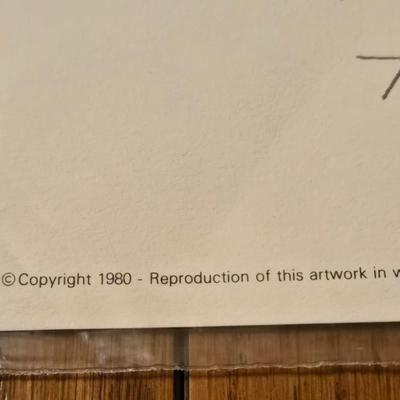 ©Copyright 1980 - Reproduction of this artwork in